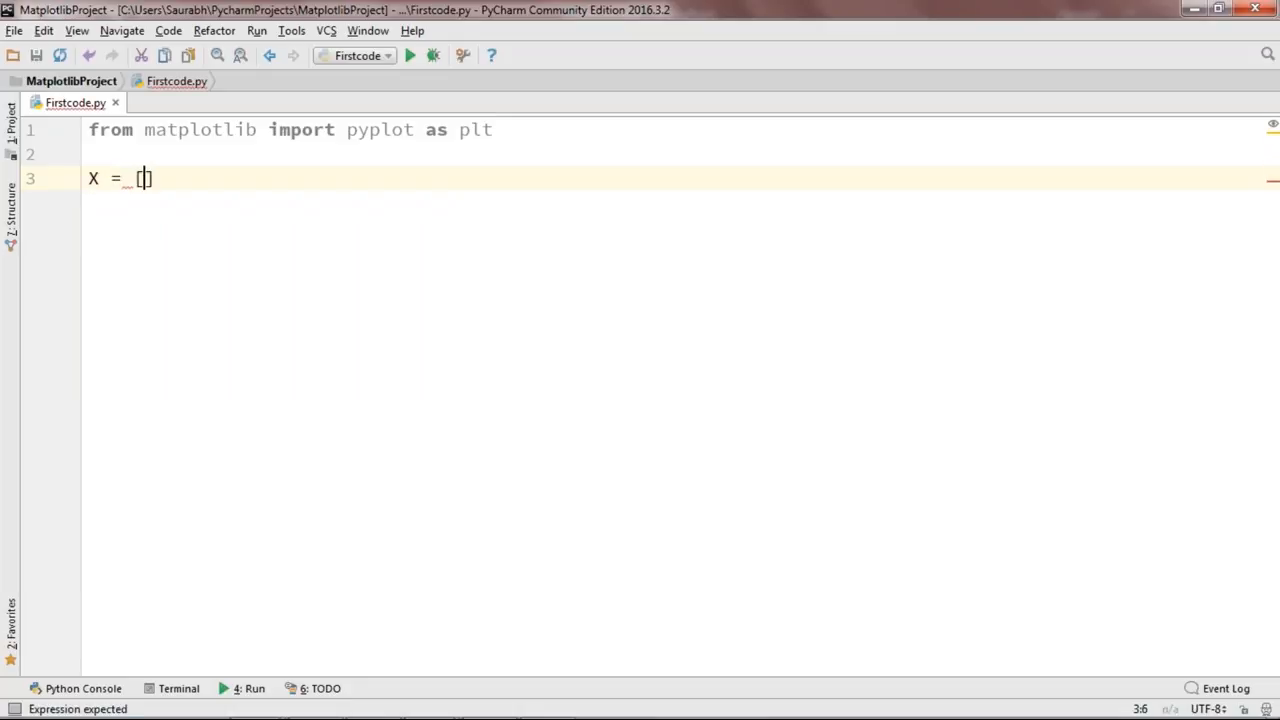 MatplotlibProject - [C:\Users\Saurabh\PycharmProjects\MatplotlibProject] - ...\Firstcode.py - PyCharm Community Edition 2016.3.2
File Edit View Navigate Code Refactor Run Tools VCS Window Help
Firstcode
MatplotlibProject Firstcode.py
Firstcode.py
1 from matplotlib import pyplot as plt
2
3 X = []
1: Project
7: Structure
2: Favorites
Python Console Terminal 4: Run 6: TODO Event Log
Expression expected 3:6 n/a UTF-8